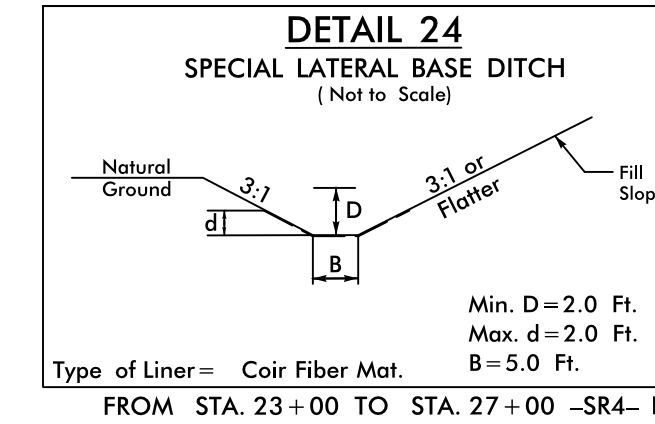 DETAIL 24
SPECIAL LATERAL BASE DITCH
( Not to Scale)
Natural
Ground
3:1
3:1 or
Flatter
Fill
Slop
D
d
B
Min. D=2.0 Ft.
Max. d=2.0 Ft.
B=5.0 Ft.
Type of Liner= Coir Fiber Mat.
FROM STA. 23+00 TO STA. 27+00 -SR4-